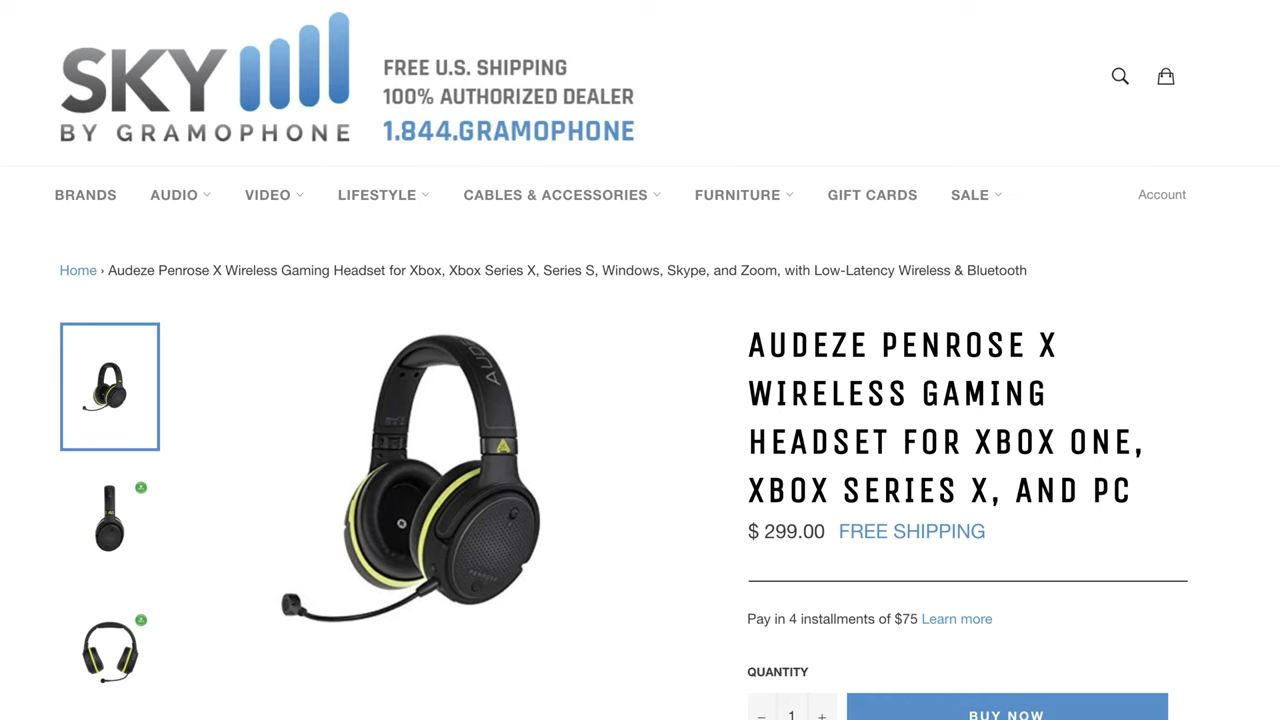 SKY
BY GRAMOPHONE
FREE U.S. SHIPPING
100% AUTHORIZED DEALER
1.844.GRAMOPHONE
BRANDS AUDIO VIDEO LIFESTYLE CABLES & ACCESSORIES FURNITURE GIFT CARDS SALE Account
Home › Audeze Penrose X Wireless Gaming Headset for Xbox, Xbox Series X, Series S, Windows, Skype, and Zoom, with Low-Latency Wireless & Bluetooth
AUDEZE PENROSE X
WIRELESS GAMING
HEADSET FOR XBOX ONE,
XBOX SERIES X, AND PC
$ 299.00 FREE SHIPPING
Pay in 4 installments of $75 Learn more
QUANTITY
− 1 + BUY NOW
PENROSE